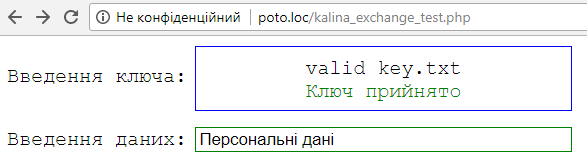 Не конфіденційний poto.loc/kalina_exchange_test.php
Введення ключа:
valid key.txt
Ключ прийнято
Введення даних: Персональні дані